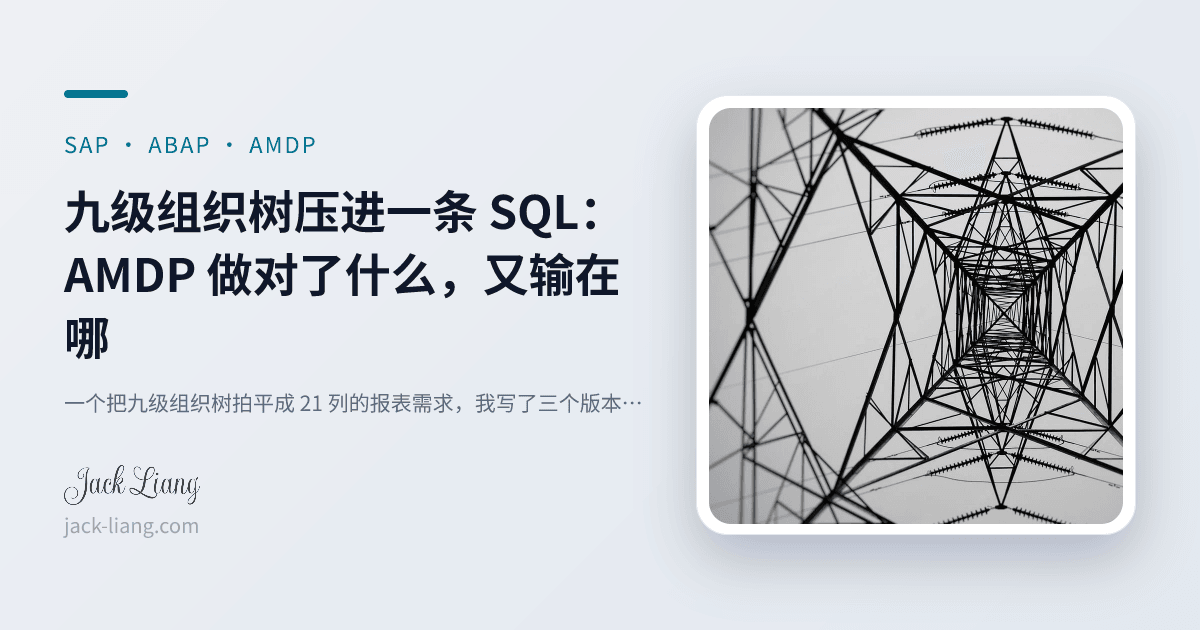 SAP · ABAP · AMDP
九级组织树压进一条 SQL：
AMDP 做对了什么，又输在
哪
一个把九级组织树拍平成 21 列的报表需求，我写了三个版本…
Jack Liang
jack-liang.com